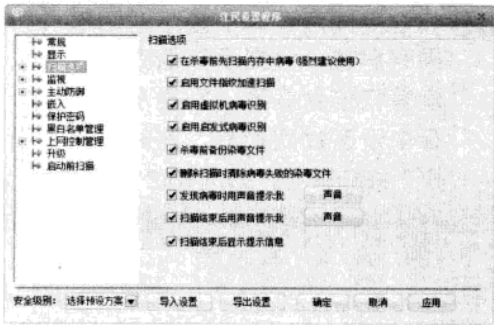 江民设置程序
常规
显示
扫描选项
监视
主动防御
嵌入
保护密码
黑白名单管理
上网控制管理
升级
启动前扫描
扫描选项
在杀毒前先扫描内存中病毒(强烈建议使用)
启用文件指纹加速扫描
启用虚拟机病毒识别
启用启发式病毒识别
杀毒前备份染毒文件
删除扫描时清除病毒失败的染毒文件
发现病毒时用声音提示我 声音
扫描结束后用声音提示我 声音
扫描结束后显示提示信息
安全级别: 选择预设方案 导入设置 导出设置 确定 取消 应用